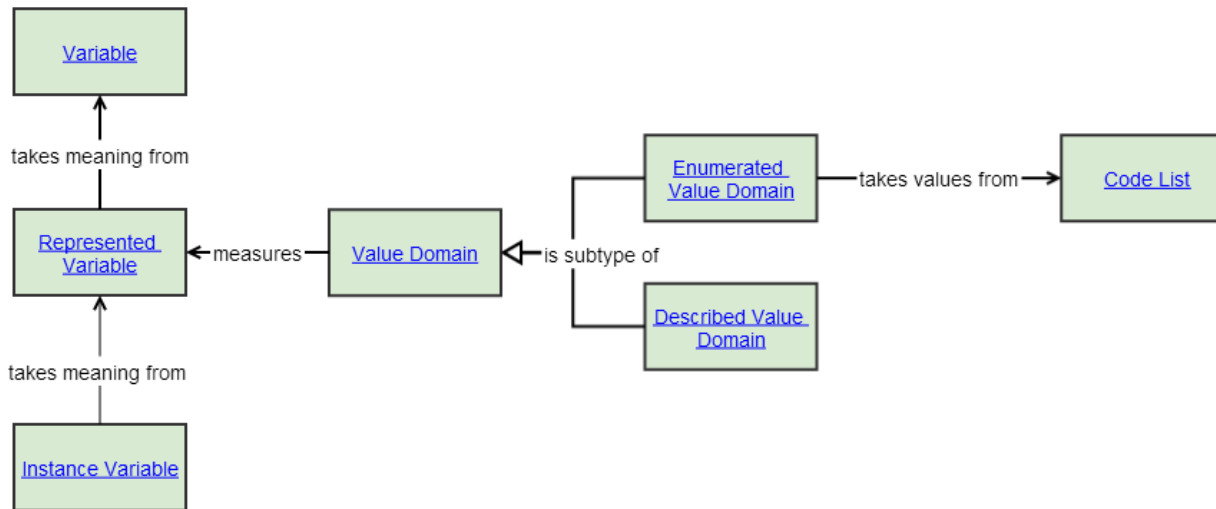 Variable
takes meaning from
Represented
Variable
measures
Value Domain
is subtype of
Enumerated
Value Domain
takes values from
Code List
Described Value
Domain
takes meaning from
Instance Variable